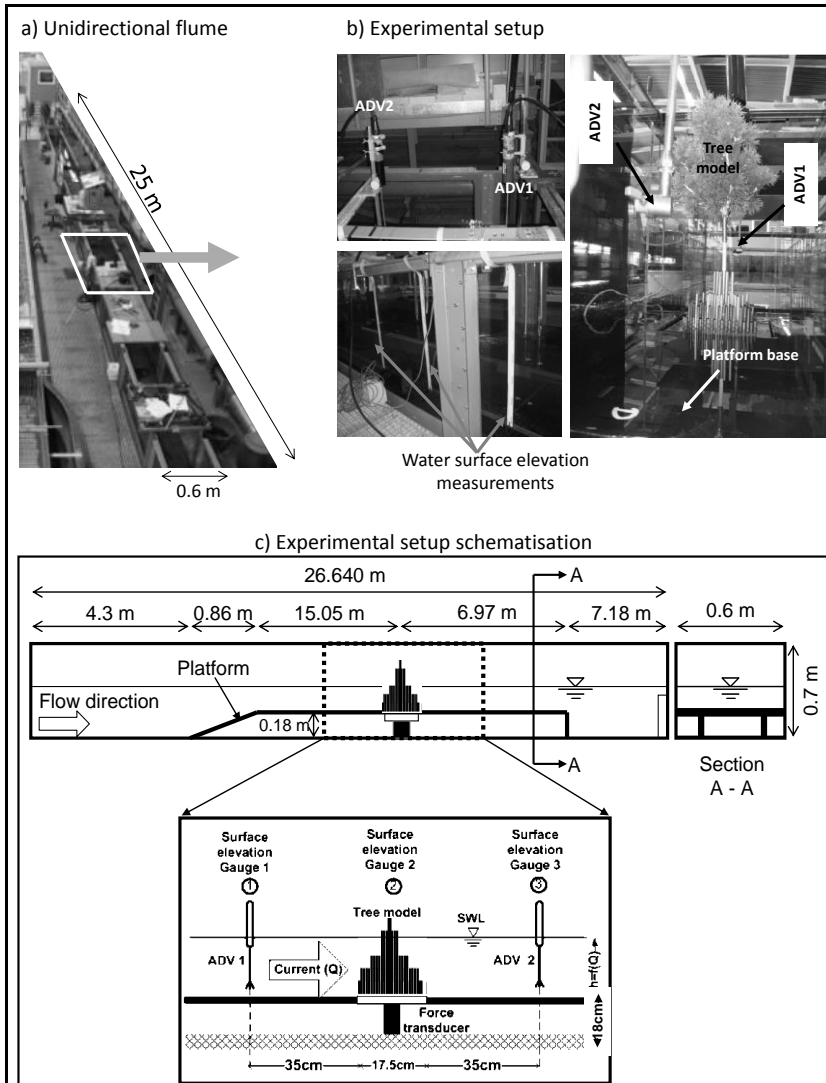 a) Unidirectional flume
b) Experimental setup
25 m
0.6 m
ADV2
ADV1
ADV2
Tree
model
ADV1
Platform base
Water surface elevation
measurements
c) Experimental setup schematisation
26.640 m
A
4.3 m
0.86 m
15.05 m
6.97 m
7.18 m
0.6 m
Platform
Flow direction
0.18 m
0.7 m
A
Section
A - A
Surface
elevation
Gauge 1
Surface
elevation
Gauge 2
Surface
elevation
Gauge 3
1
2
3
Tree model
SWL
ADV 1
Current (Q)
ADV 2
h=f(Q)
Force
transducer
18cm
35cm
17.5cm
35cm